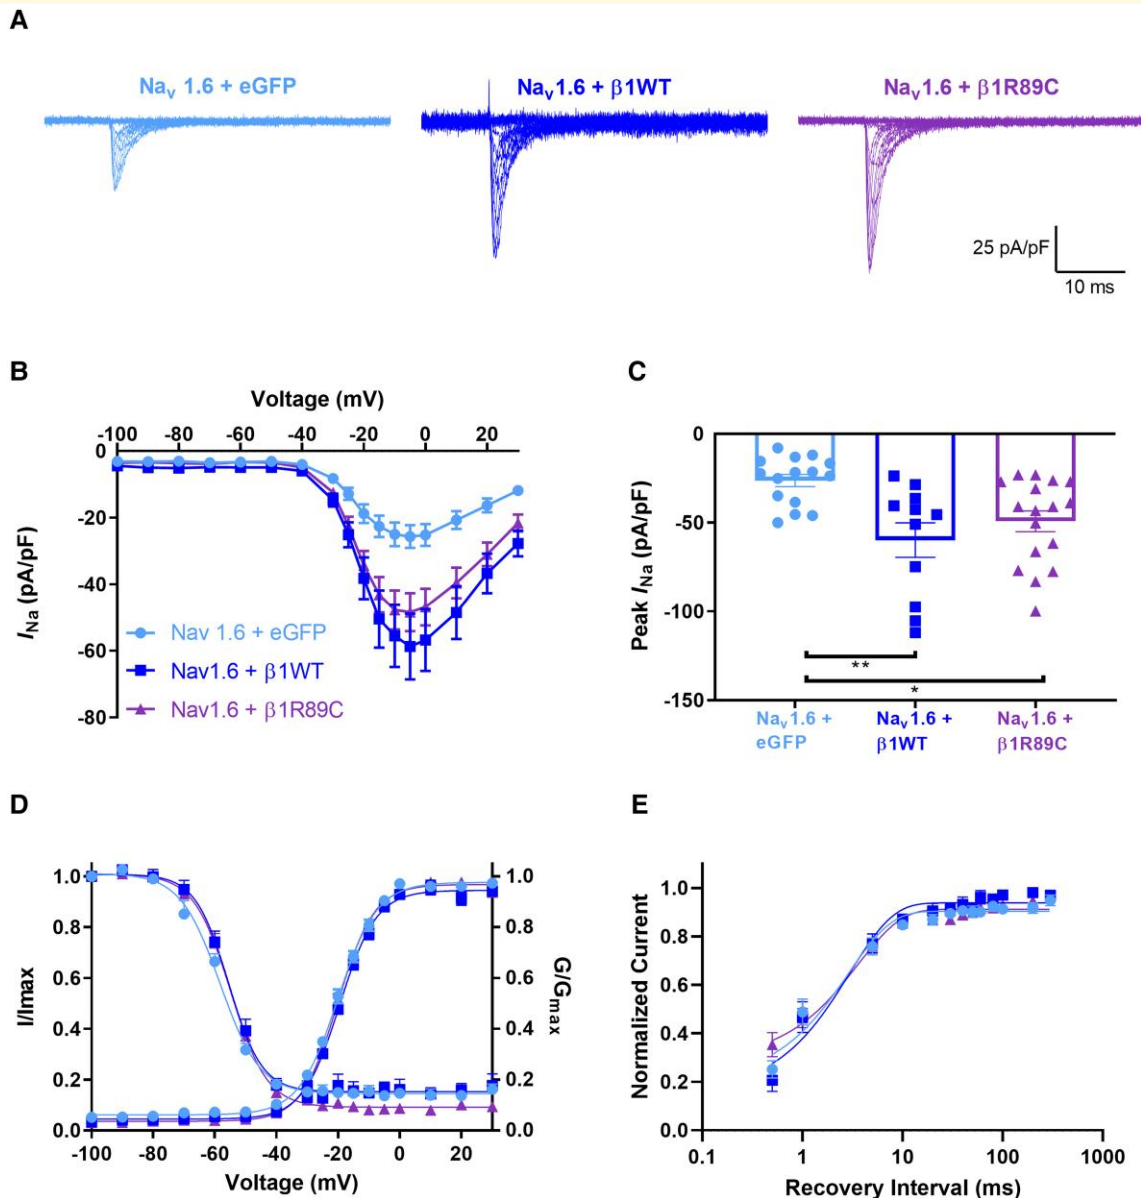 A
Naᵥ 1.6 + eGFP
Naᵥ1.6 + β1WT
Naᵥ1.6 + β1R89C
25 pA/pF
10 ms
B
Voltage (mV)
-100 -80 -60 -40 -20 0 20
0
-20
-40
-60
-80
I_Na (pA/pF)
Nav 1.6 + eGFP
Nav1.6 + β1WT
Nav1.6 + β1R89C
C
0
-50
-100
-150
Peak I_Na (pA/pF)
**
*
Naᵥ1.6 +
eGFP
Naᵥ1.6 +
β1WT
Naᵥ1.6 +
β1R89C
D
1.0
0.8
0.6
0.4
0.2
0.0
I/Imax
1.0
0.8
0.6
0.4
0.2
0.0
G/Gmax
-100 -80 -60 -40 -20 0 20
Voltage (mV)
E
1.0
0.8
0.6
0.4
0.2
0.0
Normalized Current
0.1 1 10 100 1000
Recovery Interval (ms)